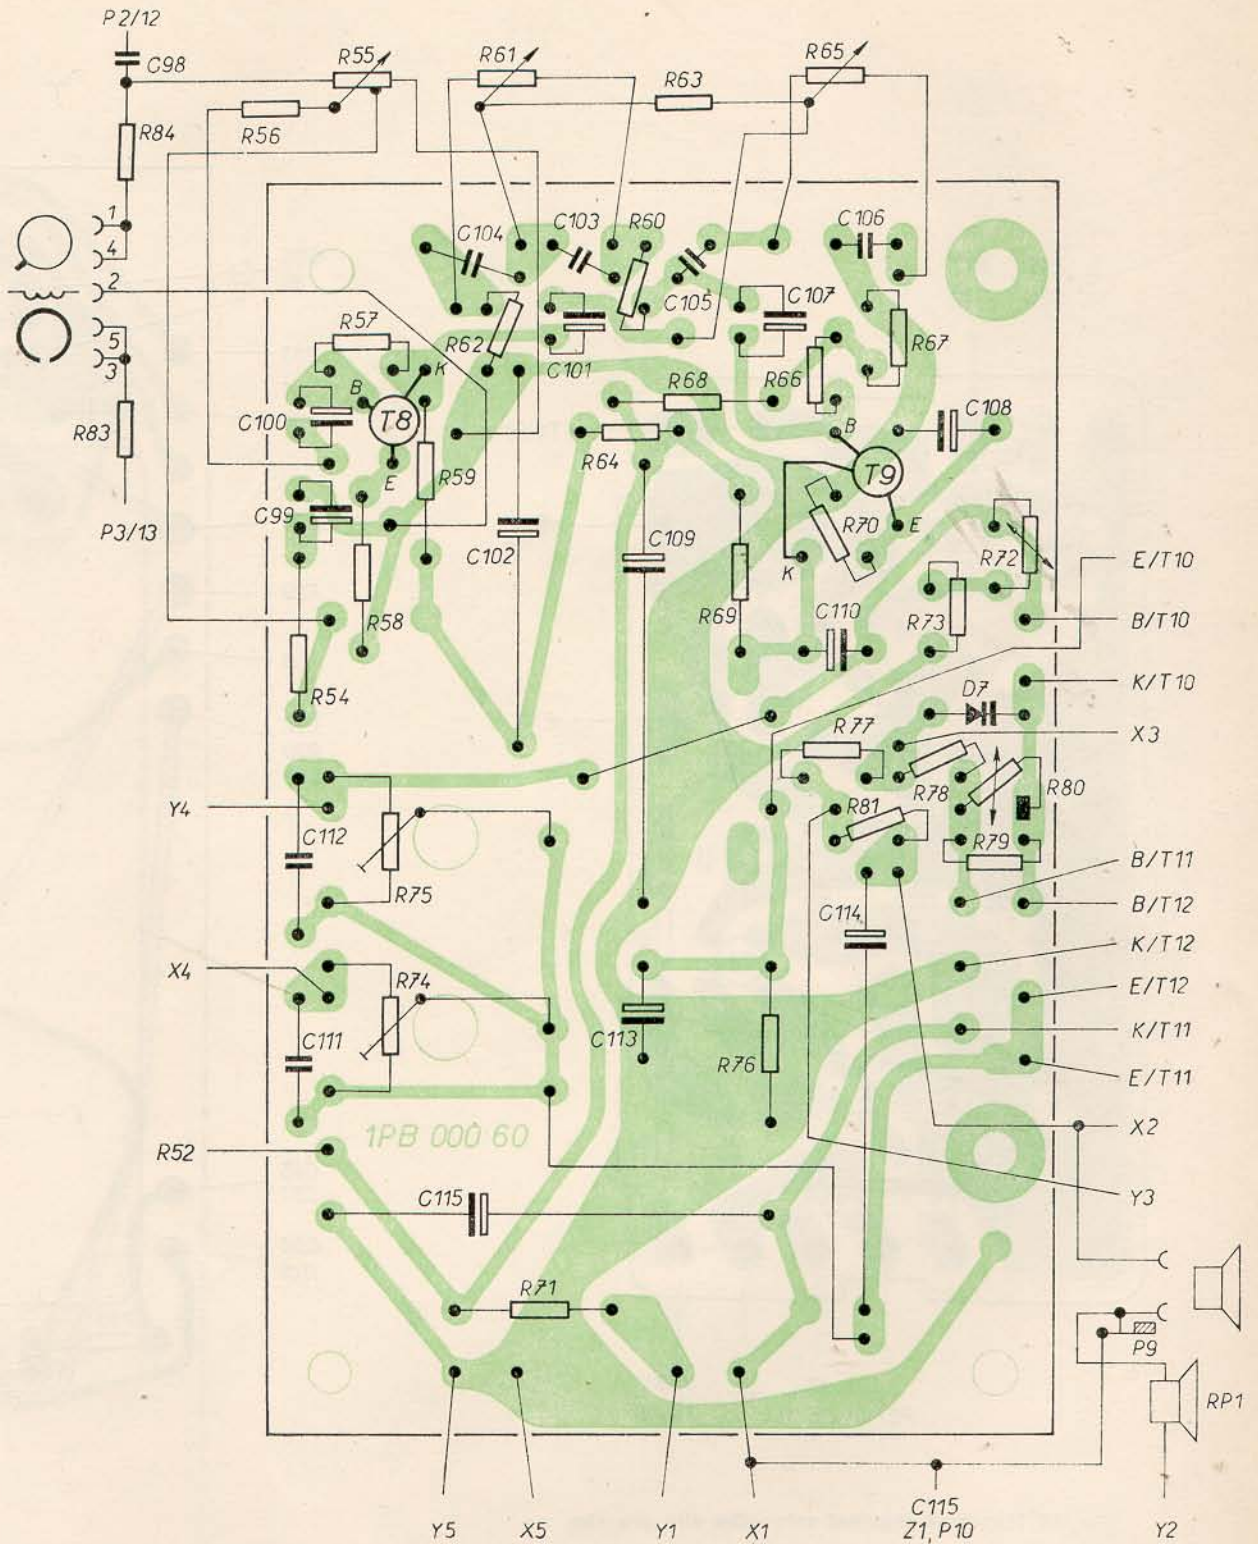 P2/12
C98
R55
R61
R63
R65
R56
R84
1
4
2
5
3
R83
P3/13
C104
C103
R60
C106
C105
C107
R57
K
B
T8
E
R62
C101
R67
R66
R68
C100
C108
B
T9
E
K
R64
C99
R59
C102
C109
R70
R72
E/T10
R58
R69
C110
R73
B/T10
R54
K/T10
D7
X3
R77
R78
R80
Y4
C112
R75
R81
R79
B/T11
B/T12
C114
K/T12
X4
R74
E/T12
C111
C113
R76
K/T11
E/T11
1PB 000 60
X2
R52
Y3
C115
R71
P9
RP1
Y5
X5
Y1
X1
C115
Z1, P10
Y2